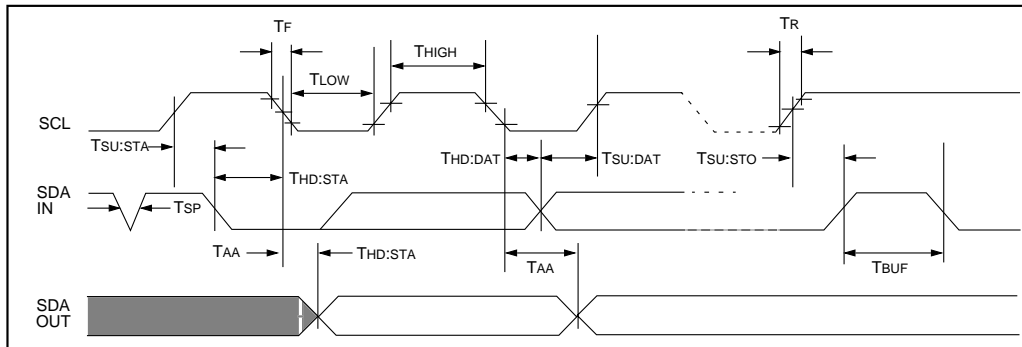 TF
TR
THIGH
TLOW
SCL
TSU:STA
THD:DAT
TSU:DAT
TSU:STO
SDA
IN
THD:STA
TSP
TAA
THD:STA
TAA
TBUF
SDA
OUT